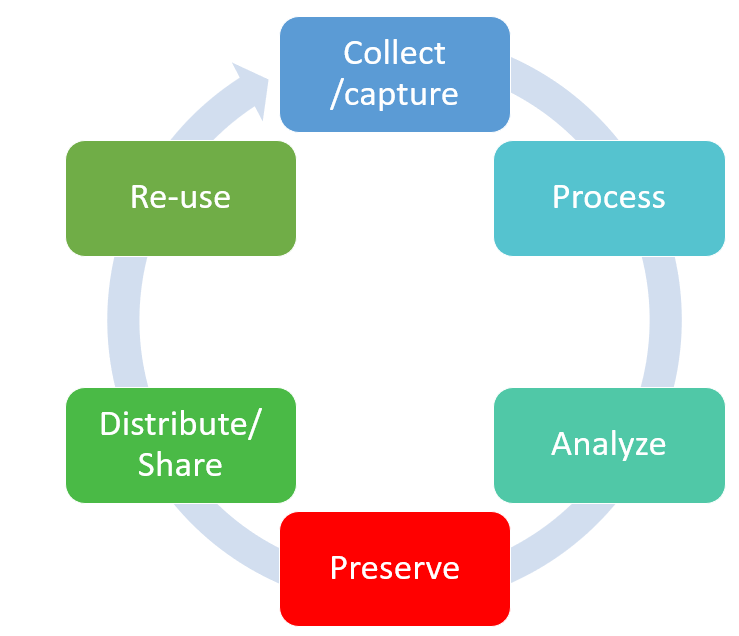 Collect
/capture
Process
Analyze
Preserve
Distribute/
Share
Re-use